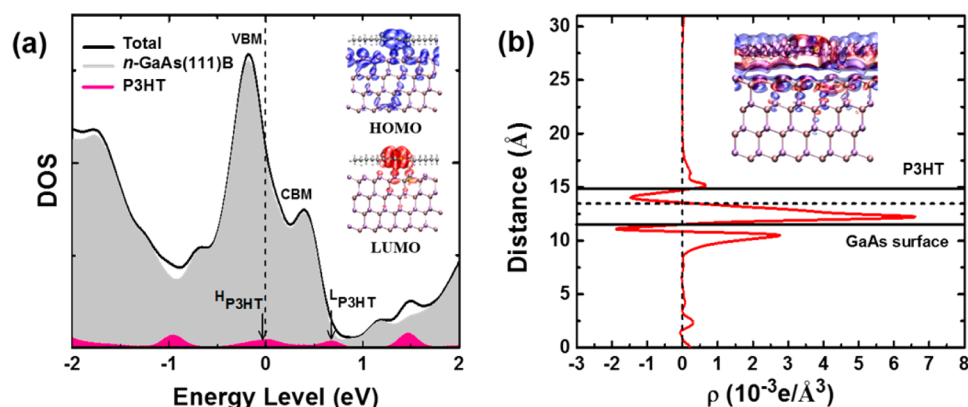 (a)
Total
n-GaAs(111)B
P3HT
VBM
CBM
HOMO
LUMO
HP3HT
LP3HT
DOS
-2 -1 0 1 2
Energy Level (eV)
(b)
30
25
20
15
10
5
0
Distance (Å)
P3HT
GaAs surface
-3 -2 -1 0 1 2 3 4 5 6 7 8
ρ (10-3e/Å3)